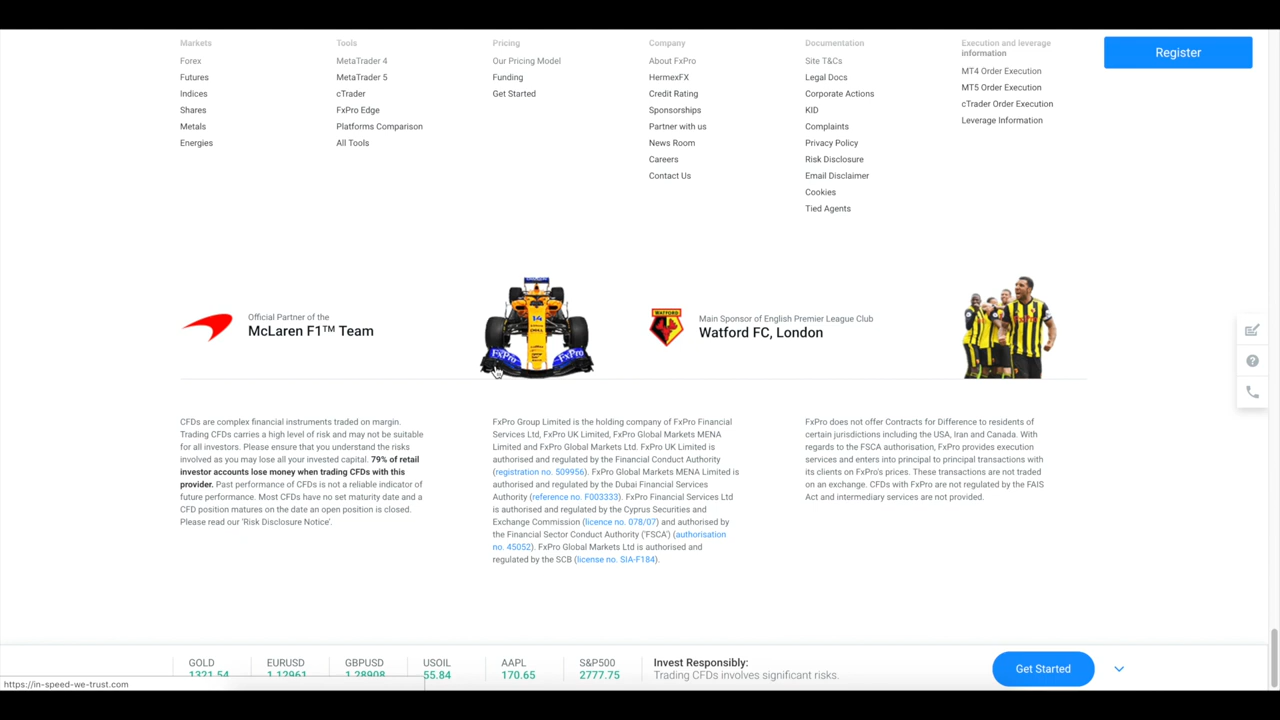 Markets
Forex
Futures
Indices
Shares
Metals
Energies
Tools
MetaTrader 4
MetaTrader 5
cTrader
FxPro Edge
Platforms Comparison
All Tools
Pricing
Our Pricing Model
Funding
Get Started
Company
About FxPro
HermexFX
Credit Rating
Sponsorships
Partner with us
News Room
Careers
Contact Us
Documentation
Site T&Cs
Legal Docs
Corporate Actions
KID
Complaints
Privacy Policy
Risk Disclosure
Email Disclaimer
Cookies
Tied Agents
Execution and leverage
information
MT4 Order Execution
MT5 Order Execution
cTrader Order Execution
Leverage Information
Register
Official Partner of the
McLaren F1™ Team
14
FxPro
FxPro
WATFORD
Main Sponsor of English Premier League Club
Watford FC, London
CFDs are complex financial instruments traded on margin.
Trading CFDs carries a high level of risk and may not be suitable
for all investors. Please ensure that you understand the risks
involved as you may lose all your invested capital. 79% of retail
investor accounts lose money when trading CFDs with this
provider. Past performance of CFDs is not a reliable indicator of
future performance. Most CFDs have no set maturity date and a
CFD position matures on the date an open position is closed.
Please read our 'Risk Disclosure Notice'.
FxPro Group Limited is the holding company of FxPro Financial
Services Ltd, FxPro UK Limited, FxPro Global Markets MENA
Limited and FxPro Global Markets Ltd. FxPro UK Limited is
authorised and regulated by the Financial Conduct Authority
(registration no. 509956). FxPro Global Markets MENA Limited is
authorised and regulated by the Dubai Financial Services
Authority (reference no. F003333). FxPro Financial Services Ltd
is authorised and regulated by the Cyprus Securities and
Exchange Commission (licence no. 078/07) and authorised by
the Financial Sector Conduct Authority ('FSCA') (authorisation
no. 45052). FxPro Global Markets Ltd is authorised and
regulated by the SCB (license no. SIA-F184).
FxPro does not offer Contracts for Difference to residents of
certain jurisdictions including the USA, Iran and Canada. With
regards to the FSCA authorisation, FxPro provides execution
services and enters into principal to principal transactions with
its clients on FxPro's prices. These transactions are not traded
on an exchange. CFDs with FxPro are not regulated by the FAIS
Act and intermediary services are not provided.
GOLD
1321.54
EURUSD
1.12961
GBPUSD
1.28908
USOIL
55.84
AAPL
170.65
S&P500
2777.75
Invest Responsibly:
Trading CFDs involves significant risks.
Get Started
https://in-speed-we-trust.com